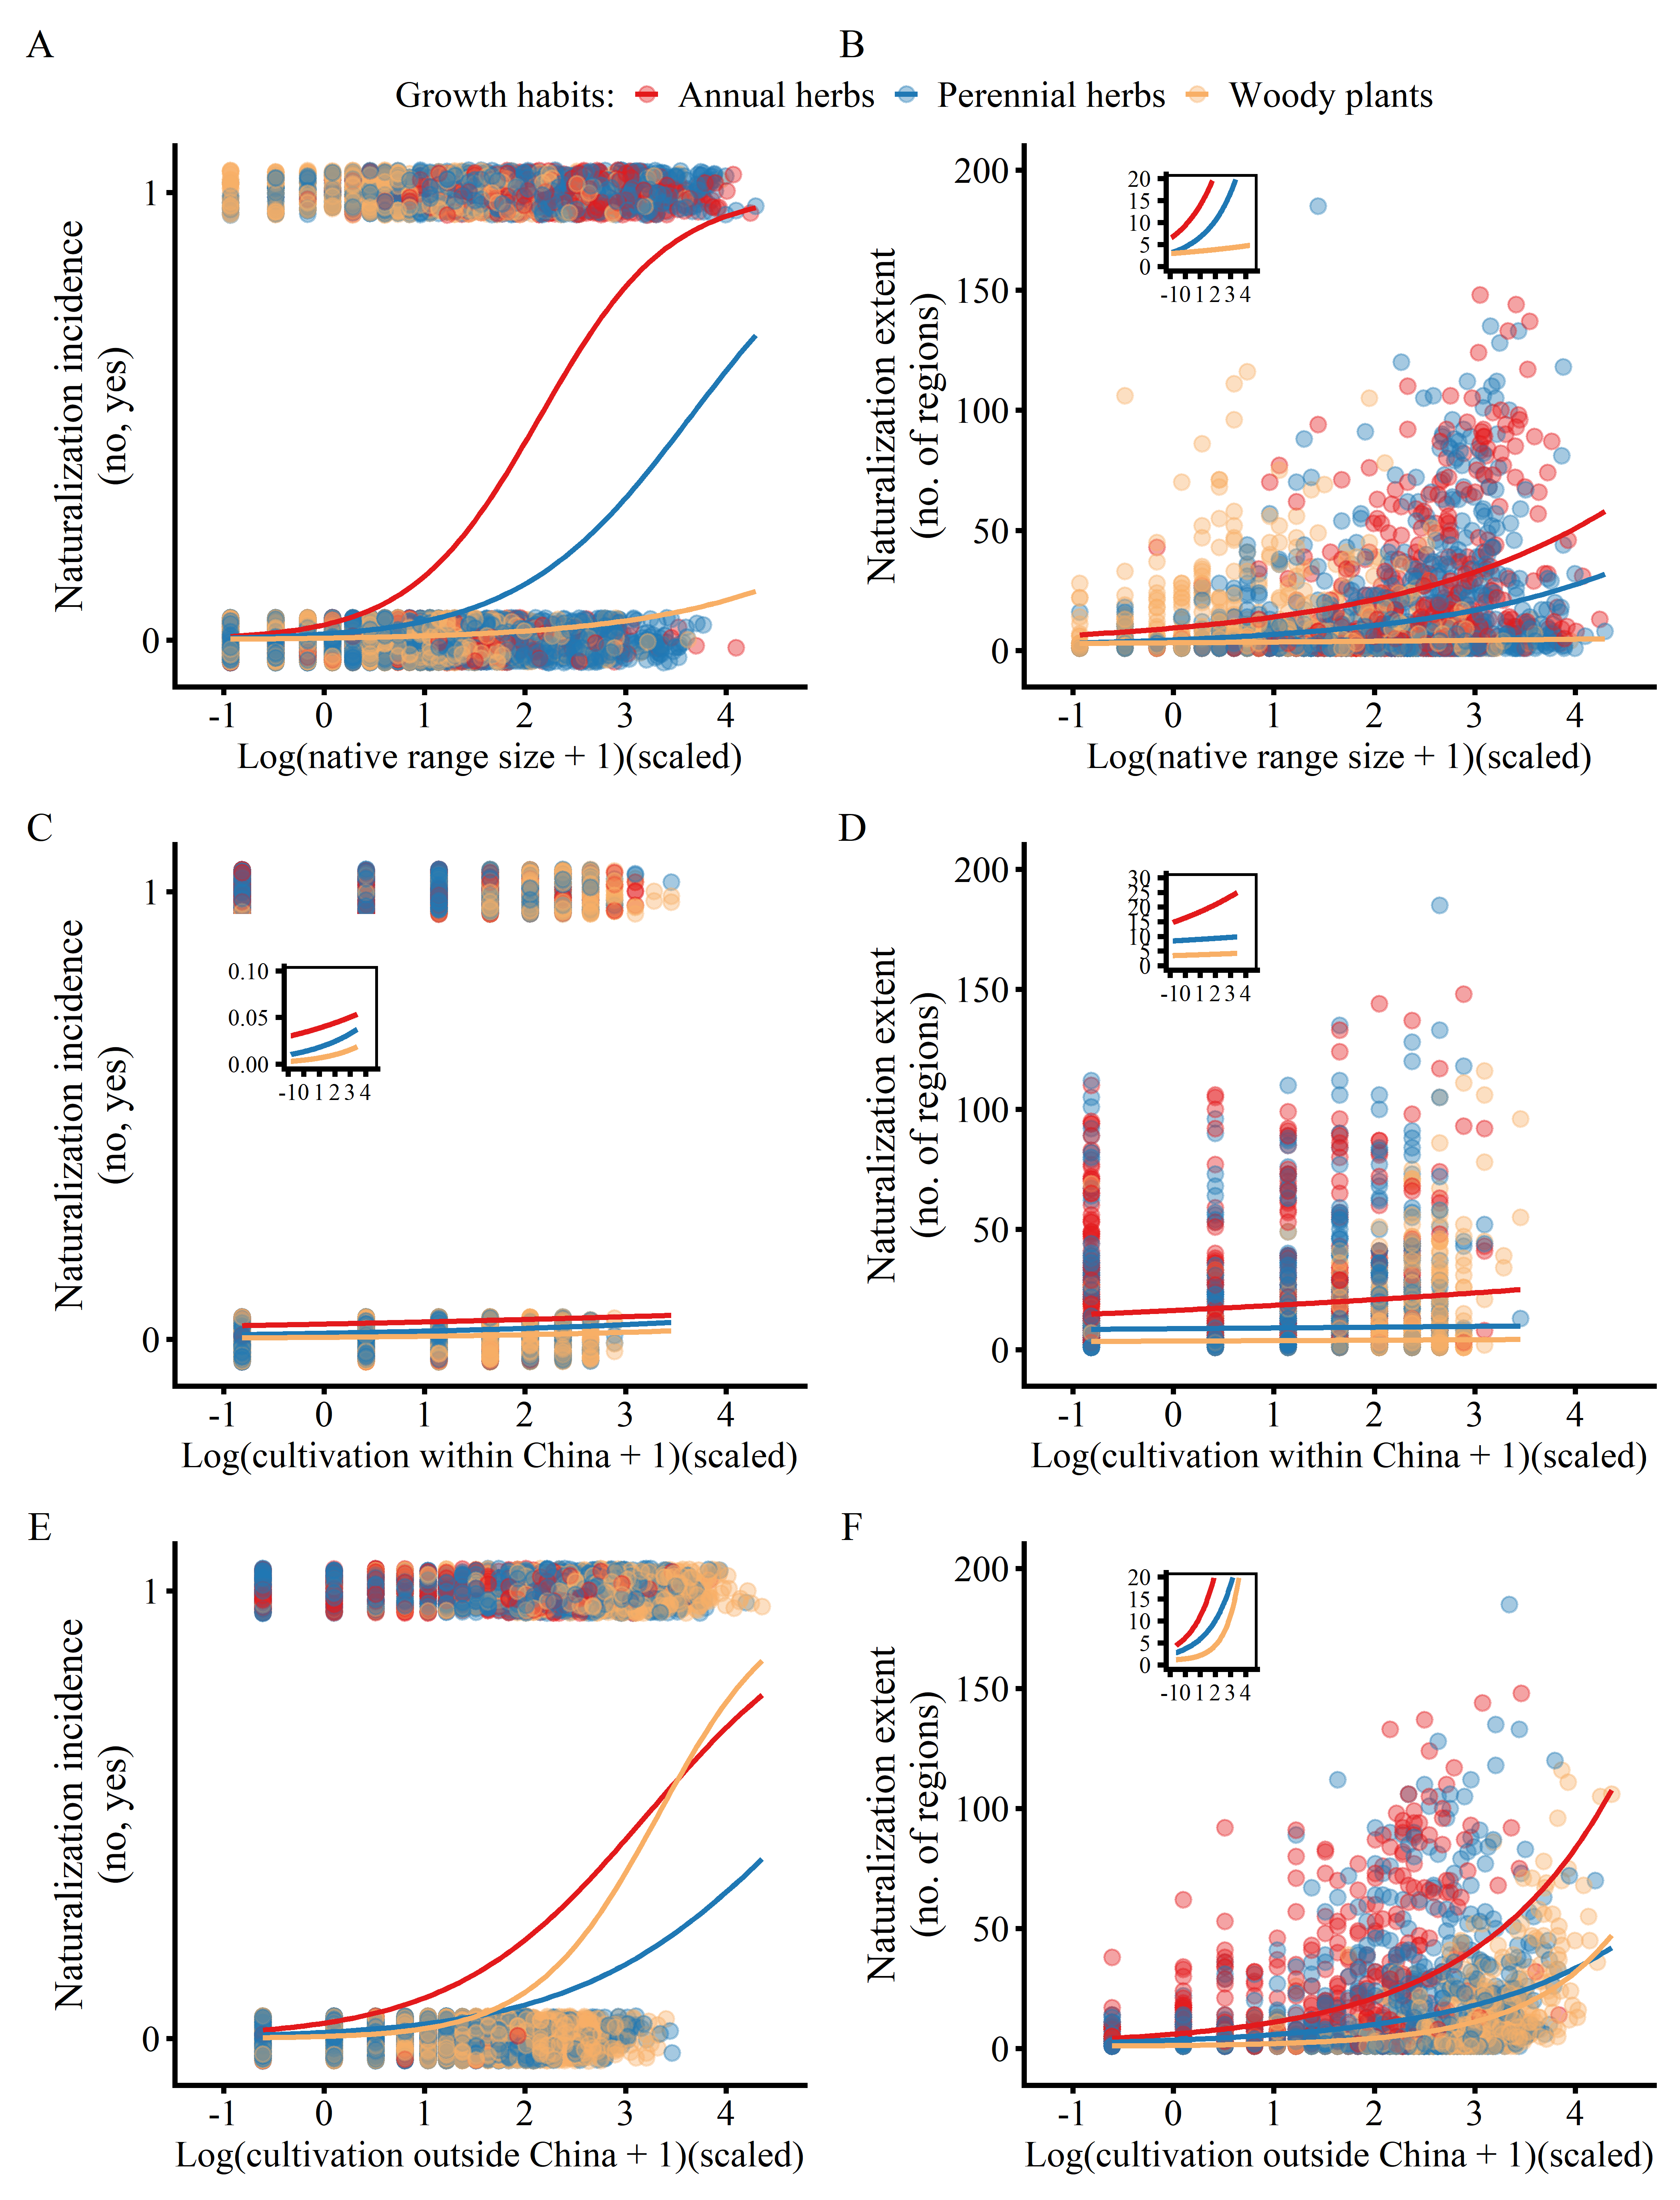 A
B
Growth habits: Annual herbs Perennial herbs Woody plants
Naturalization incidence
(no, yes)
1
0
-1 0 1 2 3 4
Log(native range size + 1)(scaled)
Naturalization extent
(no. of regions)
200
150
100
50
0
20
15
10
5
0
-10 1 2 3 4
-1 0 1 2 3 4
Log(native range size + 1)(scaled)
C
D
Naturalization incidence
(no, yes)
1
0
0.10
0.05
0.00
-10 1 2 3 4
-1 0 1 2 3 4
Log(cultivation within China + 1)(scaled)
Naturalization extent
(no. of regions)
200
150
100
50
0
30
25
20
15
10
5
0
-10 1 2 3 4
-1 0 1 2 3 4
Log(cultivation within China + 1)(scaled)
E
F
Naturalization incidence
(no, yes)
1
0
-1 0 1 2 3 4
Log(cultivation outside China + 1)(scaled)
Naturalization extent
(no. of regions)
200
150
100
50
0
20
15
10
5
0
-10 1 2 3 4
-1 0 1 2 3 4
Log(cultivation outside China + 1)(scaled)